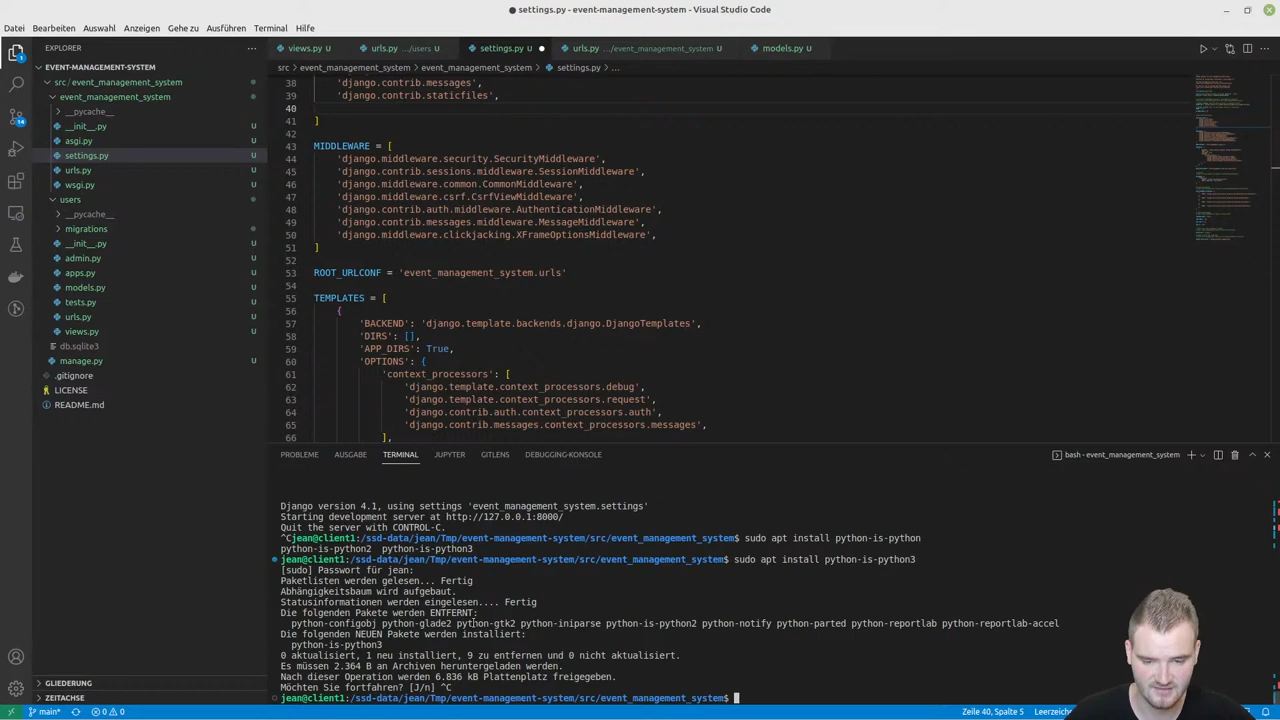 settings.py - event-management-system - Visual Studio Code
Datei Bearbeiten Auswahl Anzeigen Gehe zu Ausführen Terminal Hilfe
EXPLORER
EVENT-MANAGEMENT-SYSTEM
src / event_management_system
event_management_system
__pycache__
__init__.py U
asgi.py U
settings.py U
urls.py U
wsgi.py U
users
__pycache__
migrations
__init__.py U
admin.py U
apps.py U
models.py U
tests.py U
urls.py U
views.py U
db.sqlite3
manage.py U
.gitignore
LICENSE
README.md
GLIEDERUNG
ZEITACHSE
1
14
views.py U
urls.py .../users U
settings.py U
urls.py .../event_management_system U
models.py U
src > event_management_system > event_management_system > settings.py > ...
38 'django.contrib.messages',
39 'django.contrib.staticfiles',
40
41 ]
42
43 MIDDLEWARE = [
44 'django.middleware.security.SecurityMiddleware',
45 'django.contrib.sessions.middleware.SessionMiddleware',
46 'django.middleware.common.CommonMiddleware',
47 'django.middleware.csrf.CsrfViewMiddleware',
48 'django.contrib.auth.middleware.AuthenticationMiddleware',
49 'django.contrib.messages.middleware.MessageMiddleware',
50 'django.middleware.clickjacking.XFrameOptionsMiddleware',
51 ]
52
53 ROOT_URLCONF = 'event_management_system.urls'
54
55 TEMPLATES = [
56 {
57 'BACKEND': 'django.template.backends.django.DjangoTemplates',
58 'DIRS': [],
59 'APP_DIRS': True,
60 'OPTIONS': {
61 'context_processors': [
62 'django.template.context_processors.debug',
63 'django.template.context_processors.request',
64 'django.contrib.auth.context_processors.auth',
65 'django.contrib.messages.context_processors.messages',
66 ],
PROBLEME AUSGABE TERMINAL JUPYTER GITLENS DEBUGGING-KONSOLE
bash - event_management_system
Django version 4.1, using settings 'event_management_system.settings'
Starting development server at http://127.0.0.1:8000/
Quit the server with CONTROL-C.
^Cjean@client1:/ssd-data/jean/Tmp/event-management-system/src/event_management_system$ sudo apt install python-is-python
python-is-python2 python-is-python3
jean@client1:/ssd-data/jean/Tmp/event-management-system/src/event_management_system$ sudo apt install python-is-python3
[sudo] Passwort für jean:
Paketlisten werden gelesen... Fertig
Abhängigkeitsbaum wird aufgebaut.
Statusinformationen werden eingelesen.... Fertig
Die folgenden Pakete werden ENTFERNT:
python-configobj python-glade2 python-gtk2 python-iniparse python-is-python2 python-notify python-parted python-reportlab python-reportlab-accel
Die folgenden NEUEN Pakete werden installiert:
python-is-python3
0 aktualisiert, 1 neu installiert, 9 zu entfernen und 0 nicht aktualisiert.
Es müssen 2.364 B an Archiven heruntergeladen werden.
Nach dieser Operation werden 6.836 kB Plattenplatz freigegeben.
Möchten Sie fortfahren? [J/n] ^C
jean@client1:/ssd-data/jean/Tmp/event-management-system/src/event_management_system$
main* 0 0
Zeile 40, Spalte 5